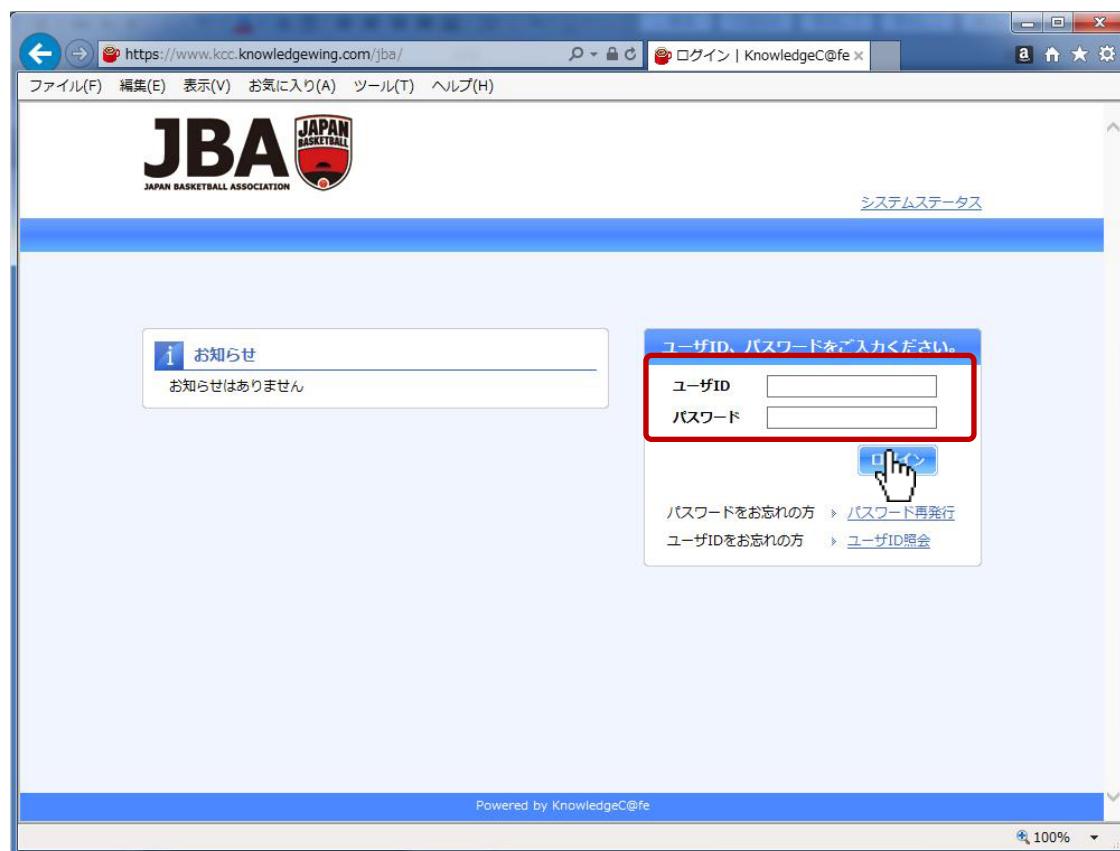 https://www.kcc.knowledgewing.com/jba/
ログイン | KnowledgeC@fe
ファイル(F) 編集(E) 表示(V) お気に入り(A) ツール(T) ヘルプ(H)
JBA
JAPAN BASKETBALL ASSOCIATION
JAPAN
BASKETBALL
システムステータス
お知らせ
お知らせはありません
ユーザID、パスワードをご入力ください。
ユーザID
パスワード
ログイン
パスワードをお忘れの方 パスワード再発行
ユーザIDをお忘れの方 ユーザID照会
Powered by KnowledgeC@fe
100%